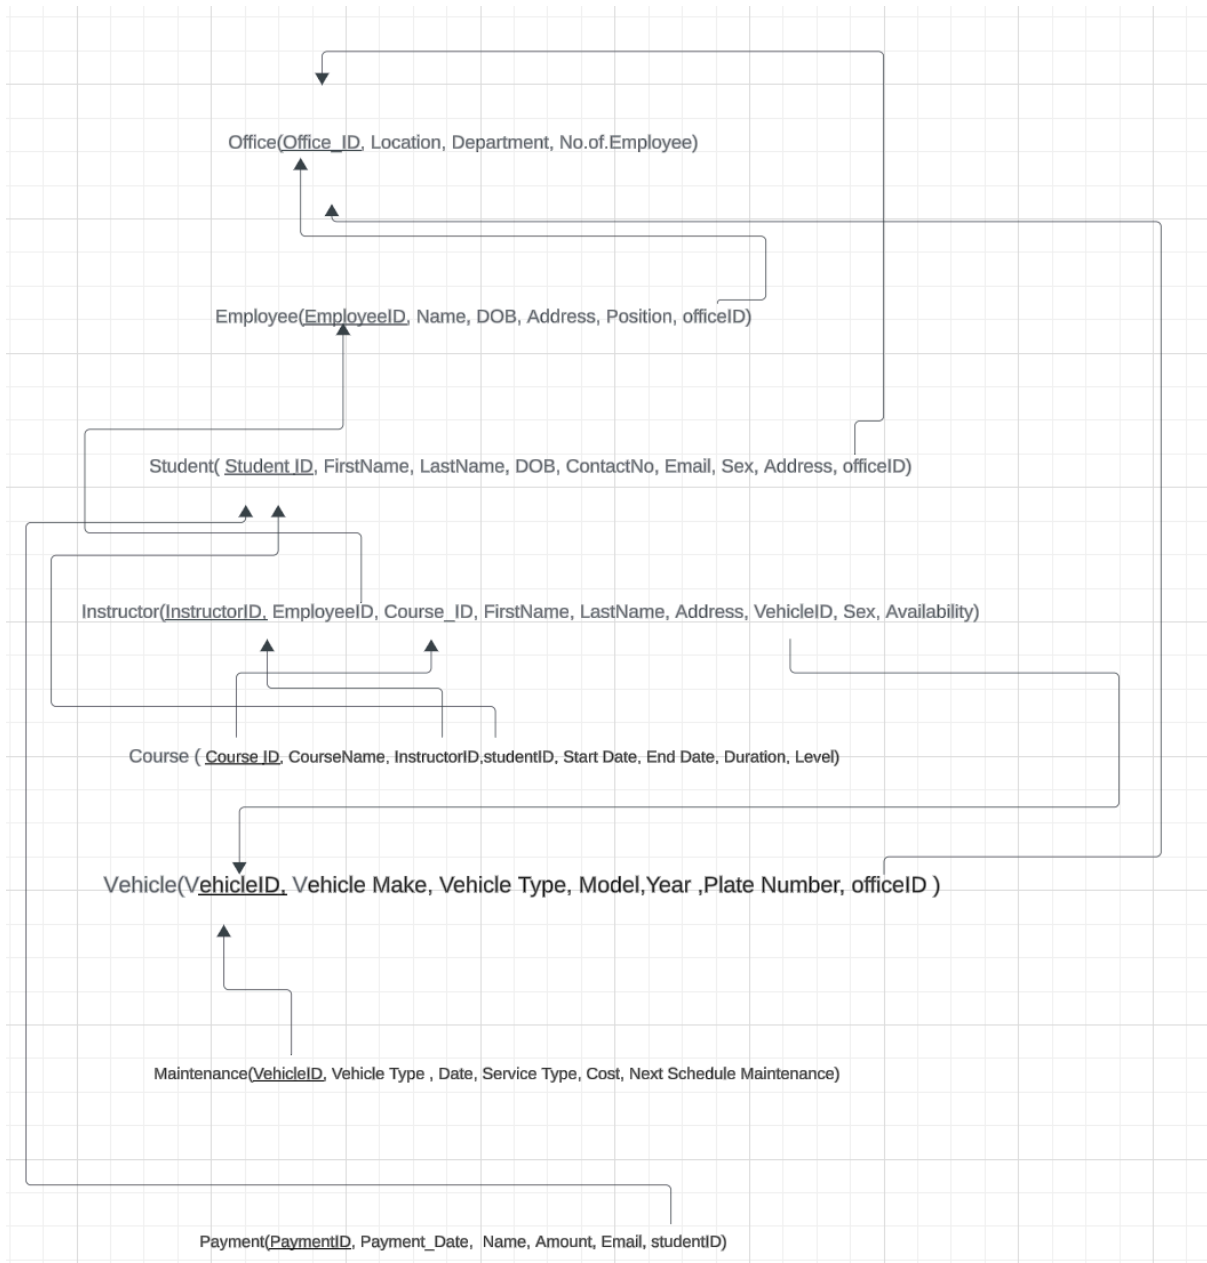 Office(Office_ID, Location, Department, No.of.Employee)
Employee(EmployeeID, Name, DOB, Address, Position, officeID)
Student( Student ID, FirstName, LastName, DOB, ContactNo, Email, Sex, Address, officeID)
Instructor(InstructorID, EmployeeID, Course_ID, FirstName, LastName, Address, VehicleID, Sex, Availability)
Course ( Course ID, CourseName, InstructorID,studentID, Start Date, End Date, Duration, Level)
Vehicle(VehicleID, Vehicle Make, Vehicle Type, Model,Year ,Plate Number, officeID )
Maintenance(VehicleID, Vehicle Type , Date, Service Type, Cost, Next Schedule Maintenance)
Payment(PaymentID, Payment_Date, Name, Amount, Email, studentID)